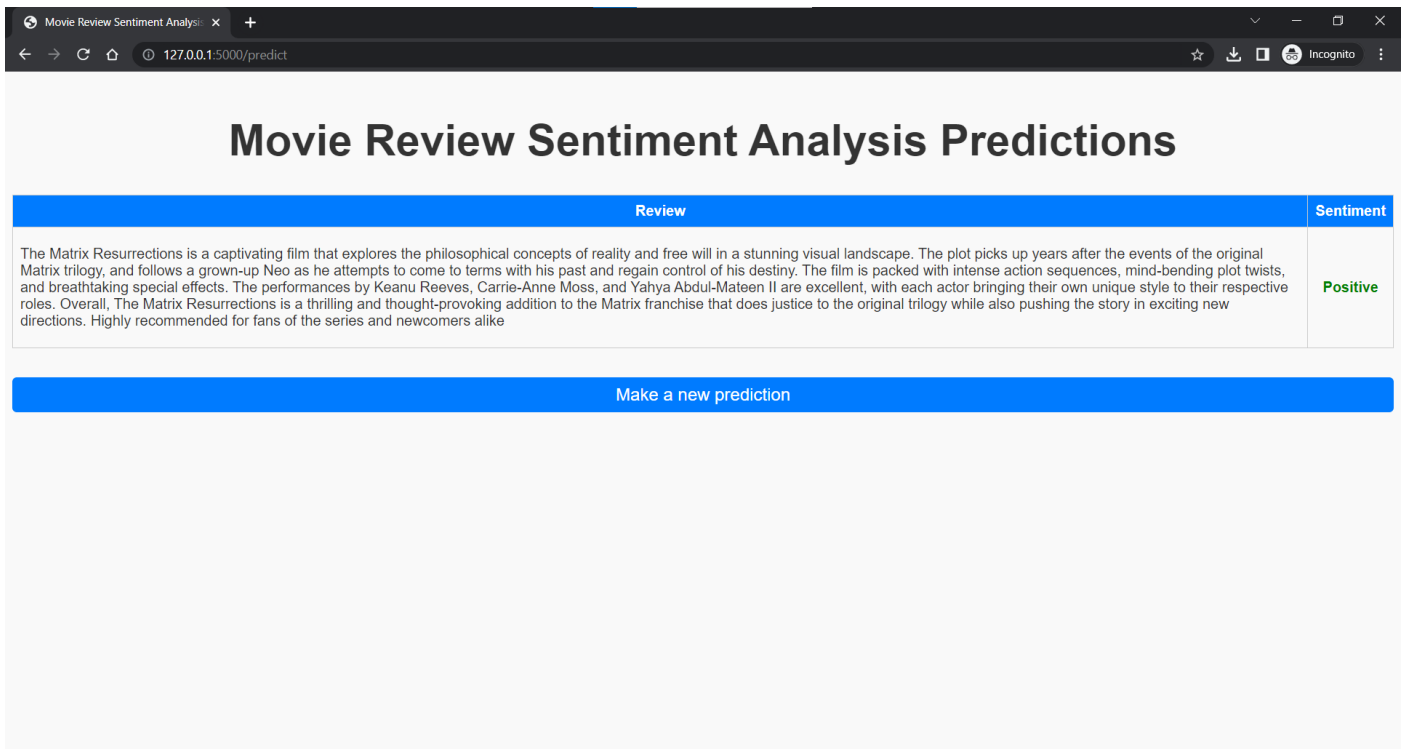 Movie Review Sentiment Analysis
127.0.0.1:5000/predict
Incognito
Movie Review Sentiment Analysis Predictions
Review
Sentiment
The Matrix Resurrections is a captivating film that explores the philosophical concepts of reality and free will in a stunning visual landscape. The plot picks up years after the events of the original
Matrix trilogy, and follows a grown-up Neo as he attempts to come to terms with his past and regain control of his destiny. The film is packed with intense action sequences, mind-bending plot twists,
and breathtaking special effects. The performances by Keanu Reeves, Carrie-Anne Moss, and Yahya Abdul-Mateen II are excellent, with each actor bringing their own unique style to their respective
roles. Overall, The Matrix Resurrections is a thrilling and thought-provoking addition to the Matrix franchise that does justice to the original trilogy while also pushing the story in exciting new
directions. Highly recommended for fans of the series and newcomers alike
Positive
Make a new prediction